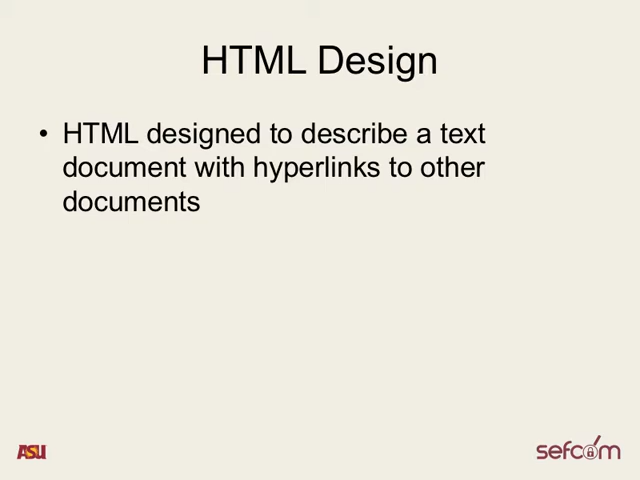 HTML Design
• HTML designed to describe a text
document with hyperlinks to other
documents
ASU
sefcom